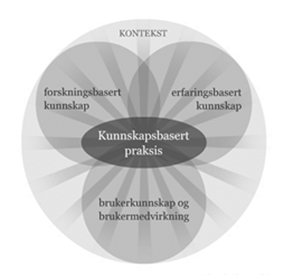 KONTEKST
forskningsbasert
kunnskap
erfaringsbasert
kunnskap
Kunnskapsbasert
praksis
brukerkunnskap og
brukermedvirkning